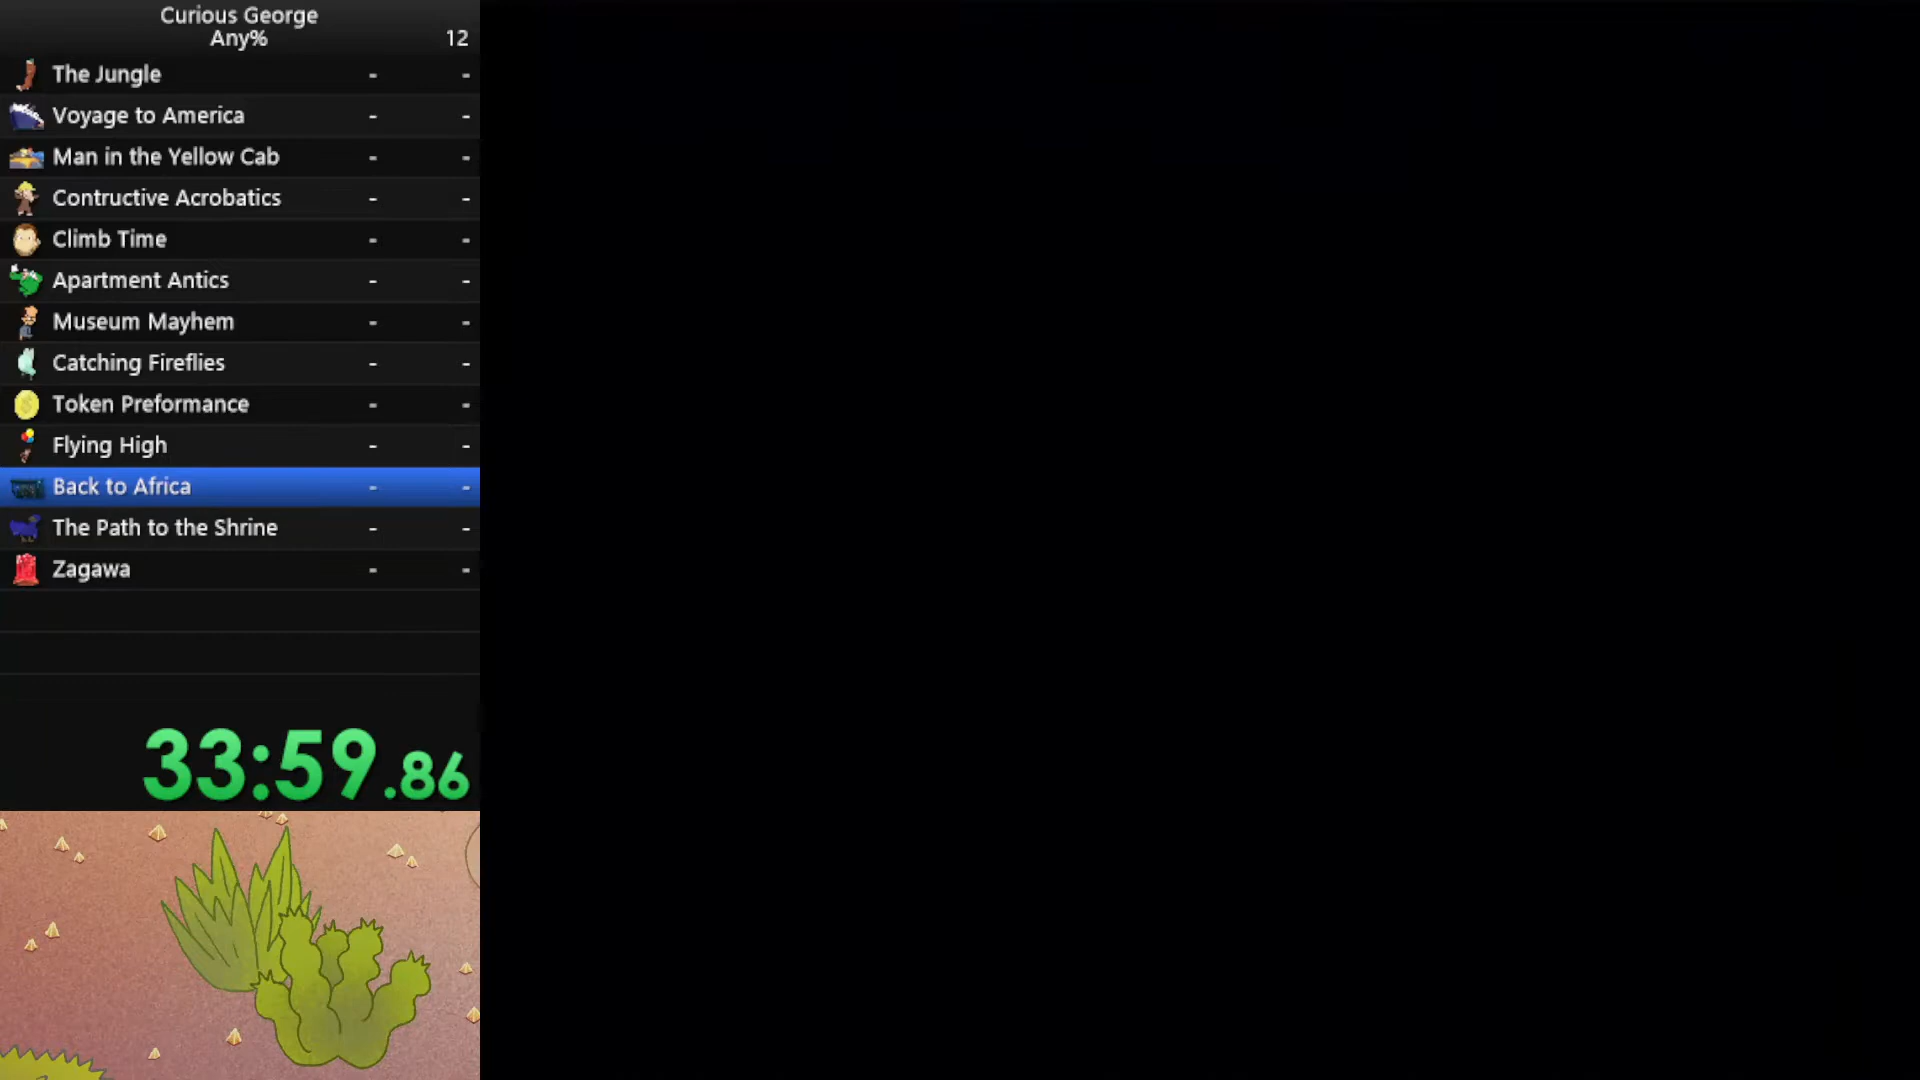 Curious George
Any% 12
The Jungle - -
Voyage to America - -
Man in the Yellow Cab - -
Contructive Acrobatics - -
Climb Time - -
Apartment Antics - -
Museum Mayhem - -
Catching Fireflies - -
Token Preformance - -
Flying High - -
Back to Africa - -
The Path to the Shrine - -
Zagawa - -
33:59.86